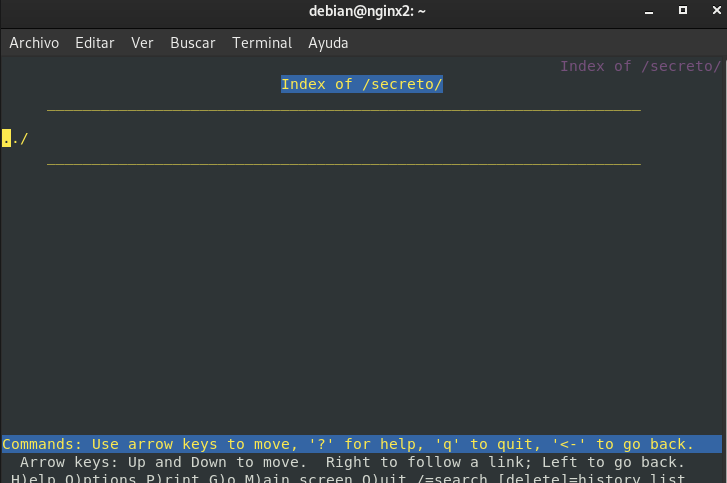 debian@nginx2: ~
Archivo Editar Ver Buscar Terminal Ayuda
Index of /secreto/
Index of /secreto/
../
Commands: Use arrow keys to move, '?' for help, 'q' to quit, '<-' to go back.
Arrow keys: Up and Down to move.  Right to follow a link; Left to go back.
H)elp O)ptions P)rint G)o M)ain screen Q)uit /=search [delete]=history list